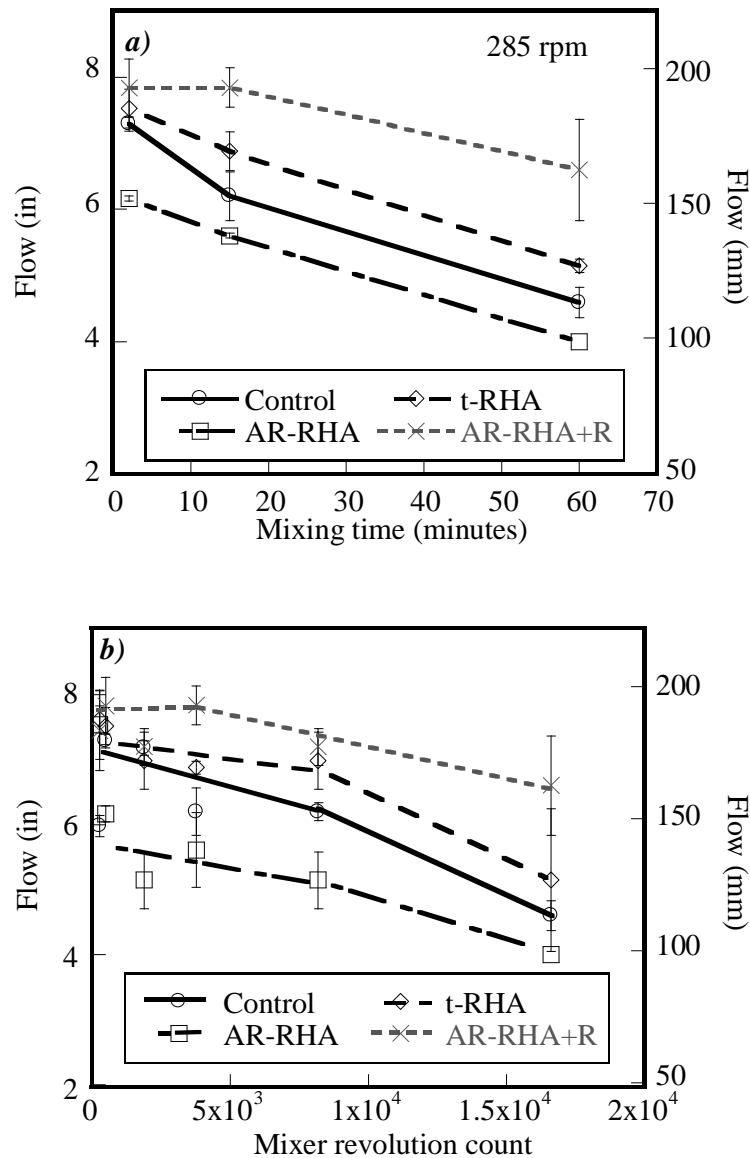 a)
285 rpm
8
6
4
2
Flow (in)
200
150
100
50
Flow (mm)
Control
t-RHA
AR-RHA
AR-RHA+R
0 10 20 30 40 50 60 70
Mixing time (minutes)
b)
8
6
4
2
Flow (in)
200
150
100
50
Flow (mm)
Control
t-RHA
AR-RHA
AR-RHA+R
0 5x10³ 1x10⁴ 1.5x10⁴ 2x10⁴
Mixer revolution count